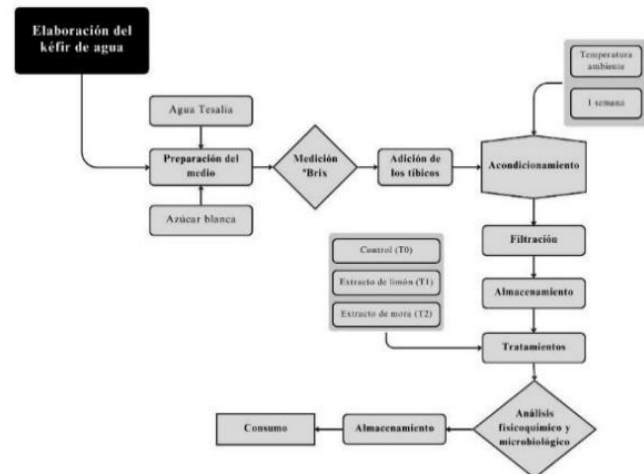 Elaboración del
kéfir de agua
Temperatura
ambiente
1 semana
Agua Tesalia
Preparación del
medio
Azúcar blanca
Medición
°Brix
Adición de
los tíbicos
Acondicionamiento
Filtración
Almacenamiento
Control (T0)
Extracto de limón (T1)
Extracto de mora (T2)
Tratamientos
Análisis
fisicoquímico y
microbiológico
Almacenamiento
Consumo